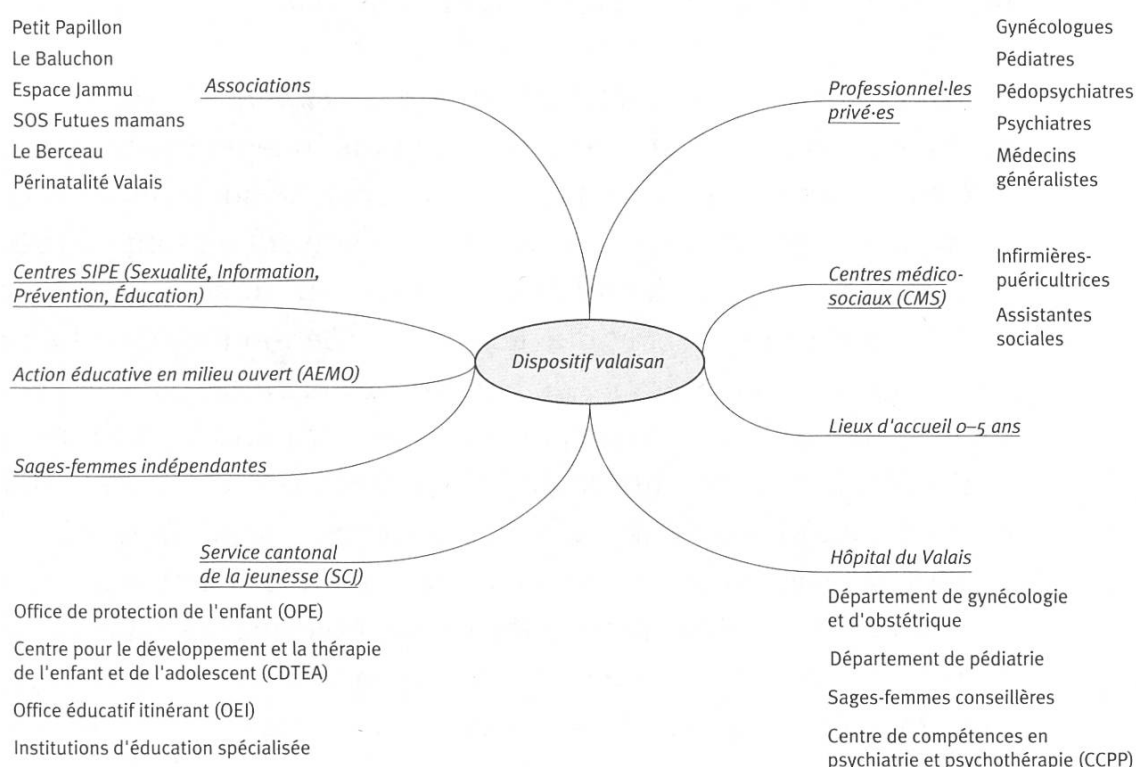 Petit Papillon
Le Baluchon
Espace Jammu
SOS Futues mamans
Le Berceau
Périnatalité Valais
Associations
Professionnel·les
privé·es
Gynécologues
Pédiatres
Pédopsychiatres
Psychiatres
Médecins
généralistes
Centres SIPE (Sexualité, Information,
Prévention, Éducation)
Centres médico-
sociaux (CMS)
Infirmières-
puéricultrices
Assistantes
sociales
Dispositif valaisan
Action éducative en milieu ouvert (AEMO)
Lieux d'accueil 0–5 ans
Sages-femmes indépendantes
Service cantonal
de la jeunesse (SCJ)
Office de protection de l'enfant (OPE)
Centre pour le développement et la thérapie
de l'enfant et de l'adolescent (CDTEA)
Office éducatif itinérant (OEI)
Institutions d'éducation spécialisée
Hôpital du Valais
Département de gynécologie
et d'obstétrique
Département de pédiatrie
Sages-femmes conseillères
Centre de compétences en
psychiatrie et psychothérapie (CCPP)